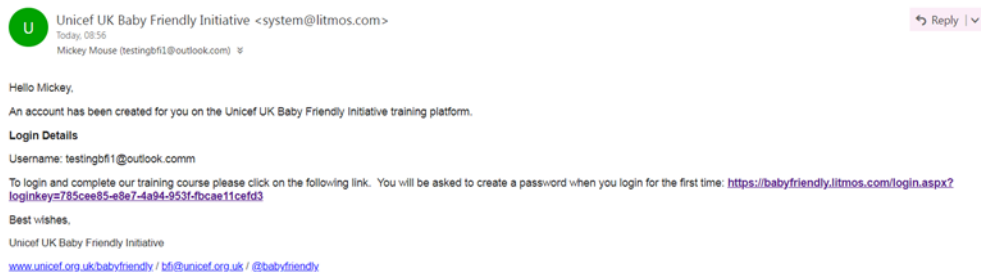 U
Unicef UK Baby Friendly Initiative <system@litmos.com>
Reply
Today, 08:56
Mickey Mouse (testingbfi1@outlook.com)
Hello Mickey,
An account has been created for you on the Unicef UK Baby Friendly Initiative training platform.
Login Details
Username: testingbfi1@outlook.comm
To login and complete our training course please click on the following link.  You will be asked to create a password when you login for the first time: https://babyfriendly.litmos.com/login.aspx?
loginkey=785cee85-e8e7-4a94-953f-fbcae11cefd3
Best wishes,
Unicef UK Baby Friendly Initiative
www.unicef.org.uk/babyfriendly / bfi@unicef.org.uk / @babyfriendly